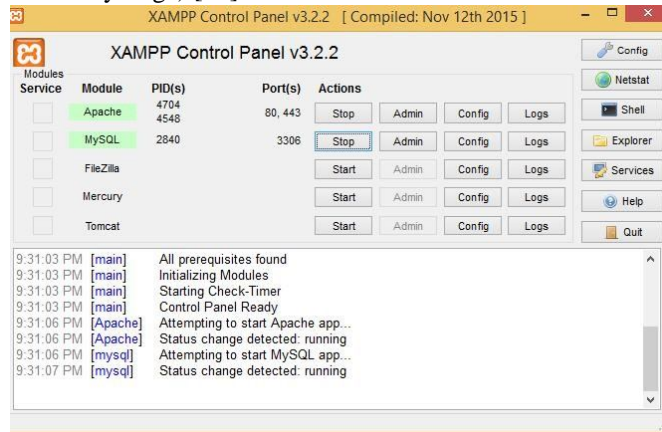 XAMPP Control Panel v3.2.2 [ Compiled: Nov 12th 2015 ]
XAMPP Control Panel v3.2.2
Config
Modules
Service Module PID(s) Port(s) Actions
Netstat
Apache 4704 4548 80, 443 Stop Admin Config Logs
Shell
MySQL 2840 3306 Stop Admin Config Logs
Explorer
FileZilla Start Admin Config Logs
Services
Mercury Start Admin Config Logs
Help
Tomcat Start Admin Config Logs
Quit
9:31:03 PM [main] All prerequisites found
9:31:03 PM [main] Initializing Modules
9:31:03 PM [main] Starting Check-Timer
9:31:03 PM [main] Control Panel Ready
9:31:06 PM [Apache] Attempting to start Apache app...
9:31:06 PM [Apache] Status change detected: running
9:31:06 PM [mysql] Attempting to start MySQL app...
9:31:07 PM [mysql] Status change detected: running